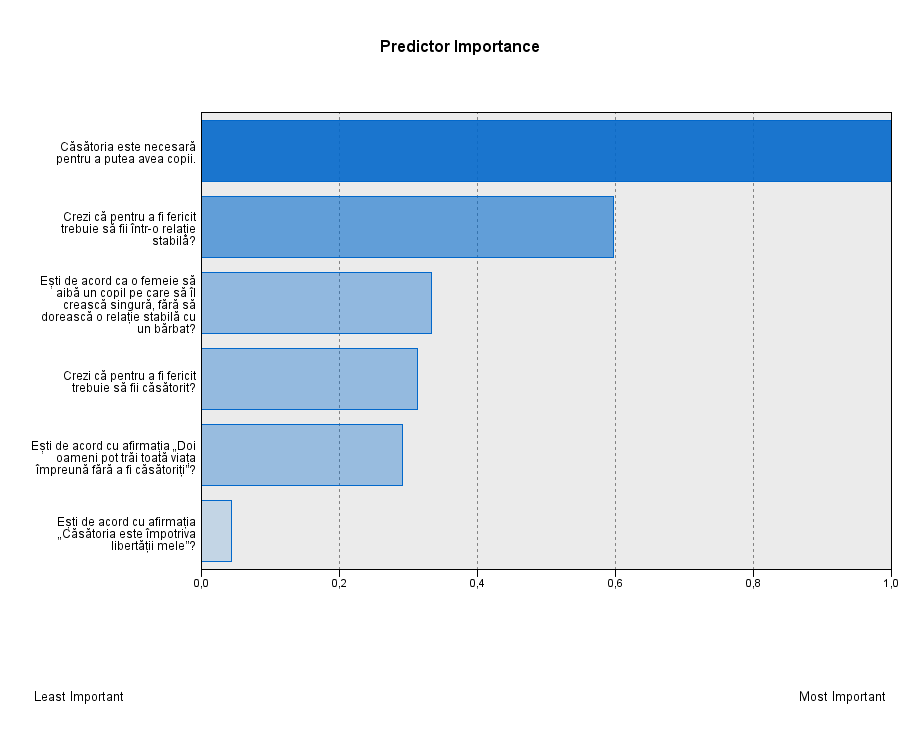 Predictor Importance
Căsătoria este necesară
pentru a putea avea copii.
Crezi că pentru a fi fericit
trebuie să fii într-o relație
stabilă?
Ești de acord ca o femeie să
aibă un copil pe care să îl
crească singură, fără să
dorească o relație stabilă cu
un bărbat?
Crezi că pentru a fi fericit
trebuie să fii căsătorit?
Ești de acord cu afirmația „Doi
oameni pot trăi toată viața
împreună fără a fi căsătoriți”?
Ești de acord cu afirmația
„Căsătoria este împotriva
libertății mele”?
0,0 0,2 0,4 0,6 0,8 1,0
Least Important Most Important